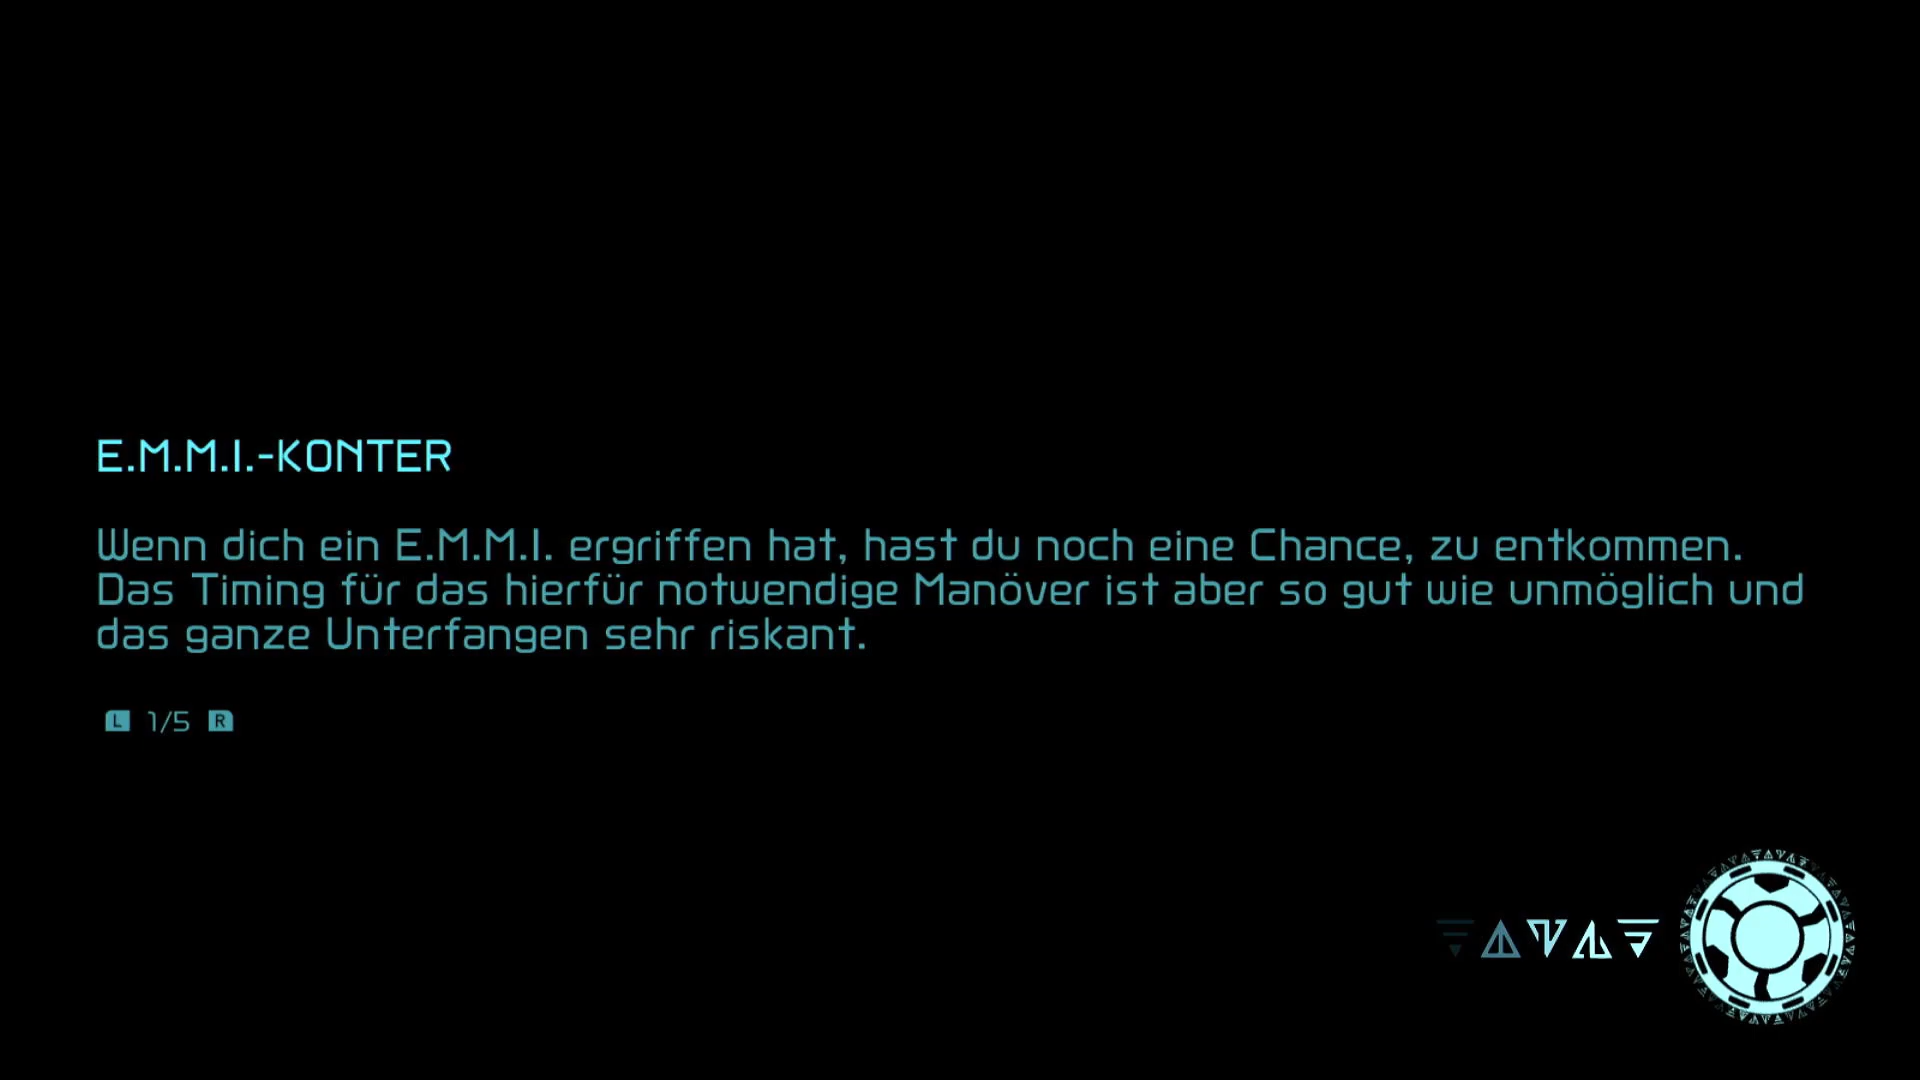 E.M.M.I.-KONTER
Wenn dich ein E.M.M.I. ergriffen hat, hast du noch eine Chance, zu entkommen.
Das Timing für das hierfür notwendige Manöver ist aber so gut wie unmöglich und
das ganze Unterfangen sehr riskant.
L 1/5 R